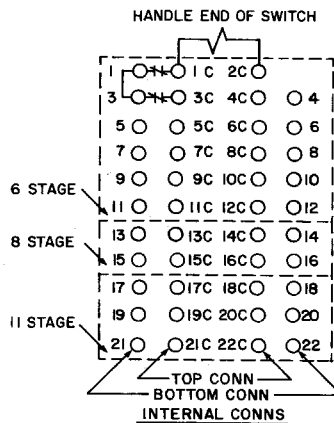 HANDLE END OF SWITCH
1 1C 2C
3 3C 4C 4
5 5C 6C 6
7 7C 8C 8
9 9C 10C 10
11 11C 12C 12
6 STAGE
13 13C 14C 14
8 STAGE
15 15C 16C 16
17 17C 18C 18
19 19C 20C 20
11 STAGE
21 21C 22C 22
TOP CONN
BOTTOM CONN
INTERNAL CONNS